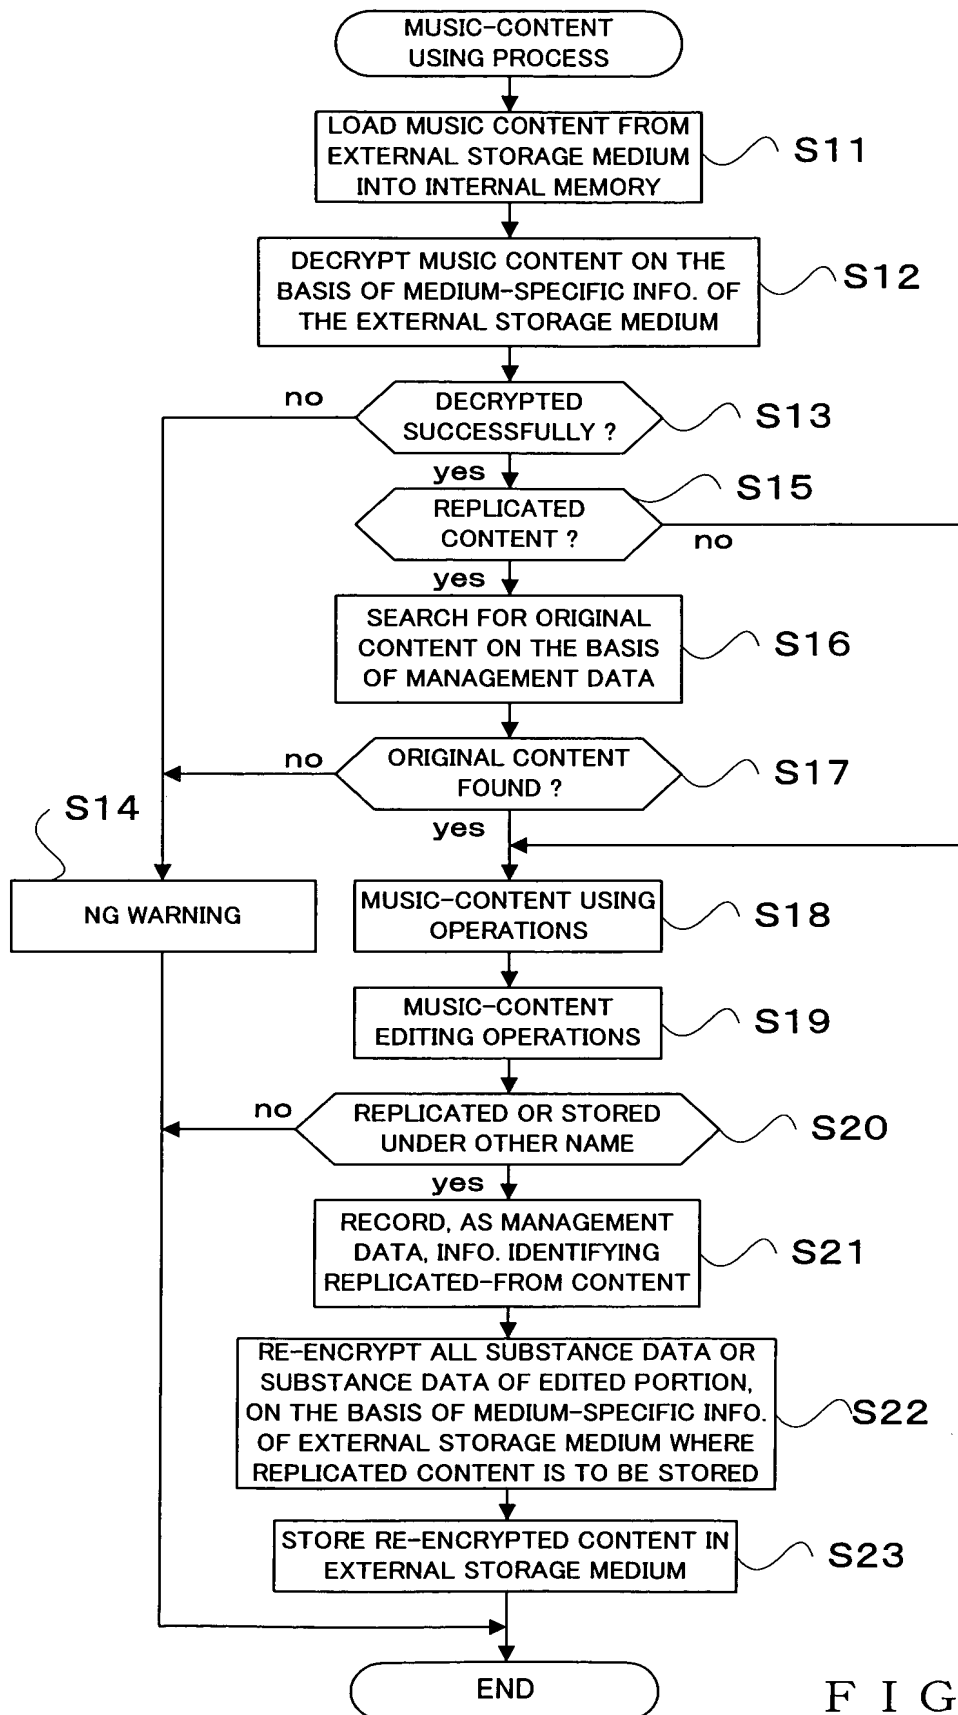 MUSIC-CONTENT
USING PROCESS
LOAD MUSIC CONTENT FROM
EXTERNAL STORAGE MEDIUM
INTO INTERNAL MEMORY
S11
DECRYPT MUSIC CONTENT ON THE
BASIS OF MEDIUM-SPECIFIC INFO. OF
THE EXTERNAL STORAGE MEDIUM
S12
no
DECRYPTED
SUCCESSFULLY ?
S13
yes
S15
REPLICATED
CONTENT ?
no
yes
SEARCH FOR ORIGINAL
CONTENT ON THE BASIS
OF MANAGEMENT DATA
S16
no
ORIGINAL CONTENT
FOUND ?
S17
S14
yes
NG WARNING
MUSIC-CONTENT USING
OPERATIONS
S18
MUSIC-CONTENT
EDITING OPERATIONS
S19
no
REPLICATED OR STORED
UNDER OTHER NAME
S20
yes
RECORD, AS MANAGEMENT
DATA, INFO. IDENTIFYING
REPLICATED-FROM CONTENT
S21
RE-ENCRYPT ALL SUBSTANCE DATA OR
SUBSTANCE DATA OF EDITED PORTION,
ON THE BASIS OF MEDIUM-SPECIFIC INFO.
OF EXTERNAL STORAGE MEDIUM WHERE
REPLICATED CONTENT IS TO BE STORED
S22
STORE RE-ENCRYPTED CONTENT IN
EXTERNAL STORAGE MEDIUM
S23
END
F I G